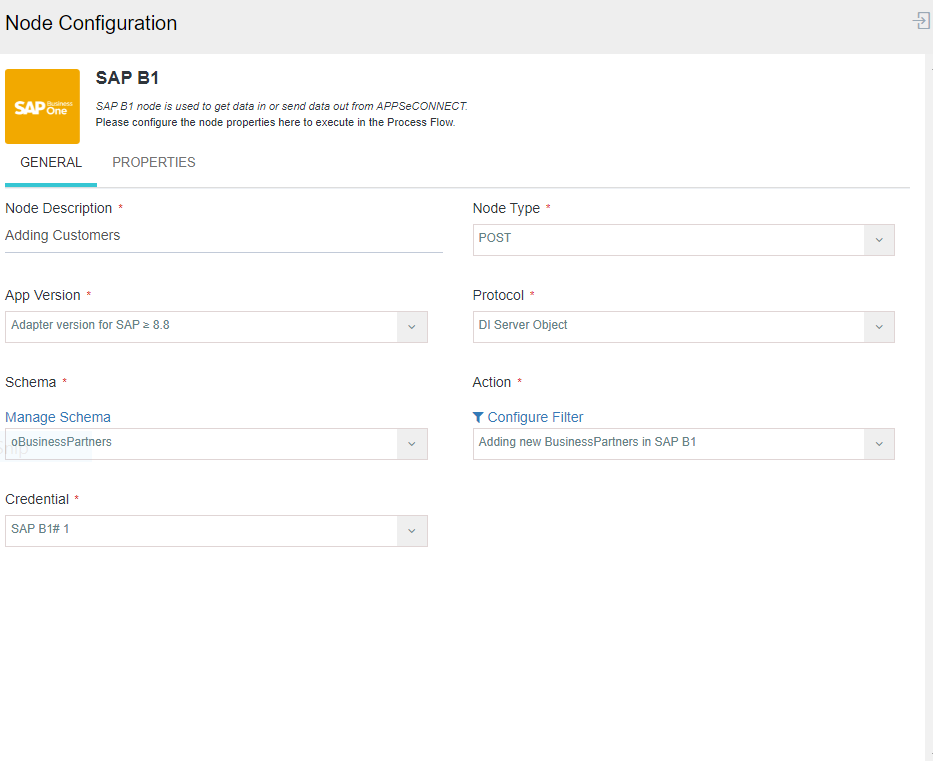 Node Configuration
SAP Business One
SAP B1
SAP B1 node is used to get data in or send data out from APPSeCONNECT.
Please configure the node properties here to execute in the Process Flow.
GENERAL PROPERTIES
Node Description * Node Type *
Adding Customers POST
App Version * Protocol *
Adapter version for SAP ≥ 8.8 DI Server Object
Schema * Action *
Manage Schema Configure Filter
oBusinessPartners Adding new BusinessPartners in SAP B1
Credential *
SAP B1# 1